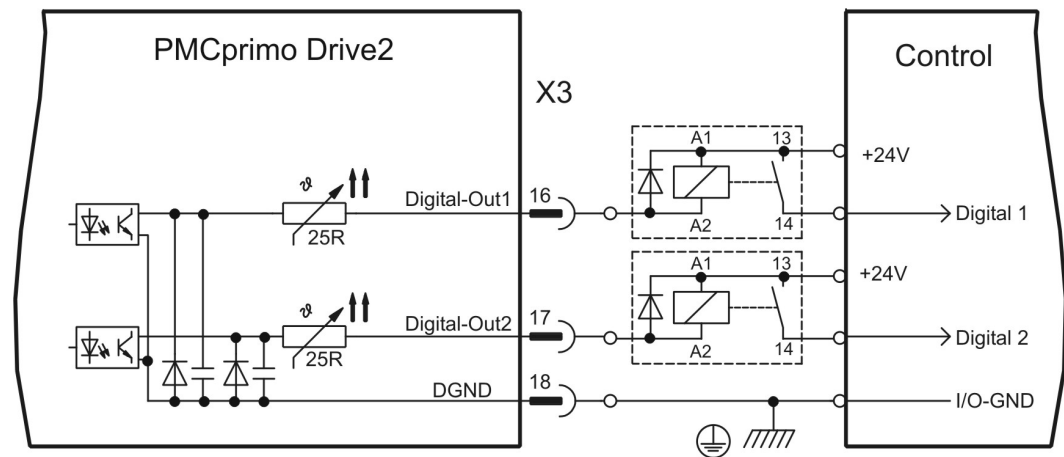 PMCprimo Drive2
Control
X3
A1
13
+24V
ϑ
Digital-Out1
16
Digital 1
25R
A2
14
A1
13
+24V
ϑ
Digital-Out2
17
Digital 2
25R
A2
14
DGND
18
I/O-GND